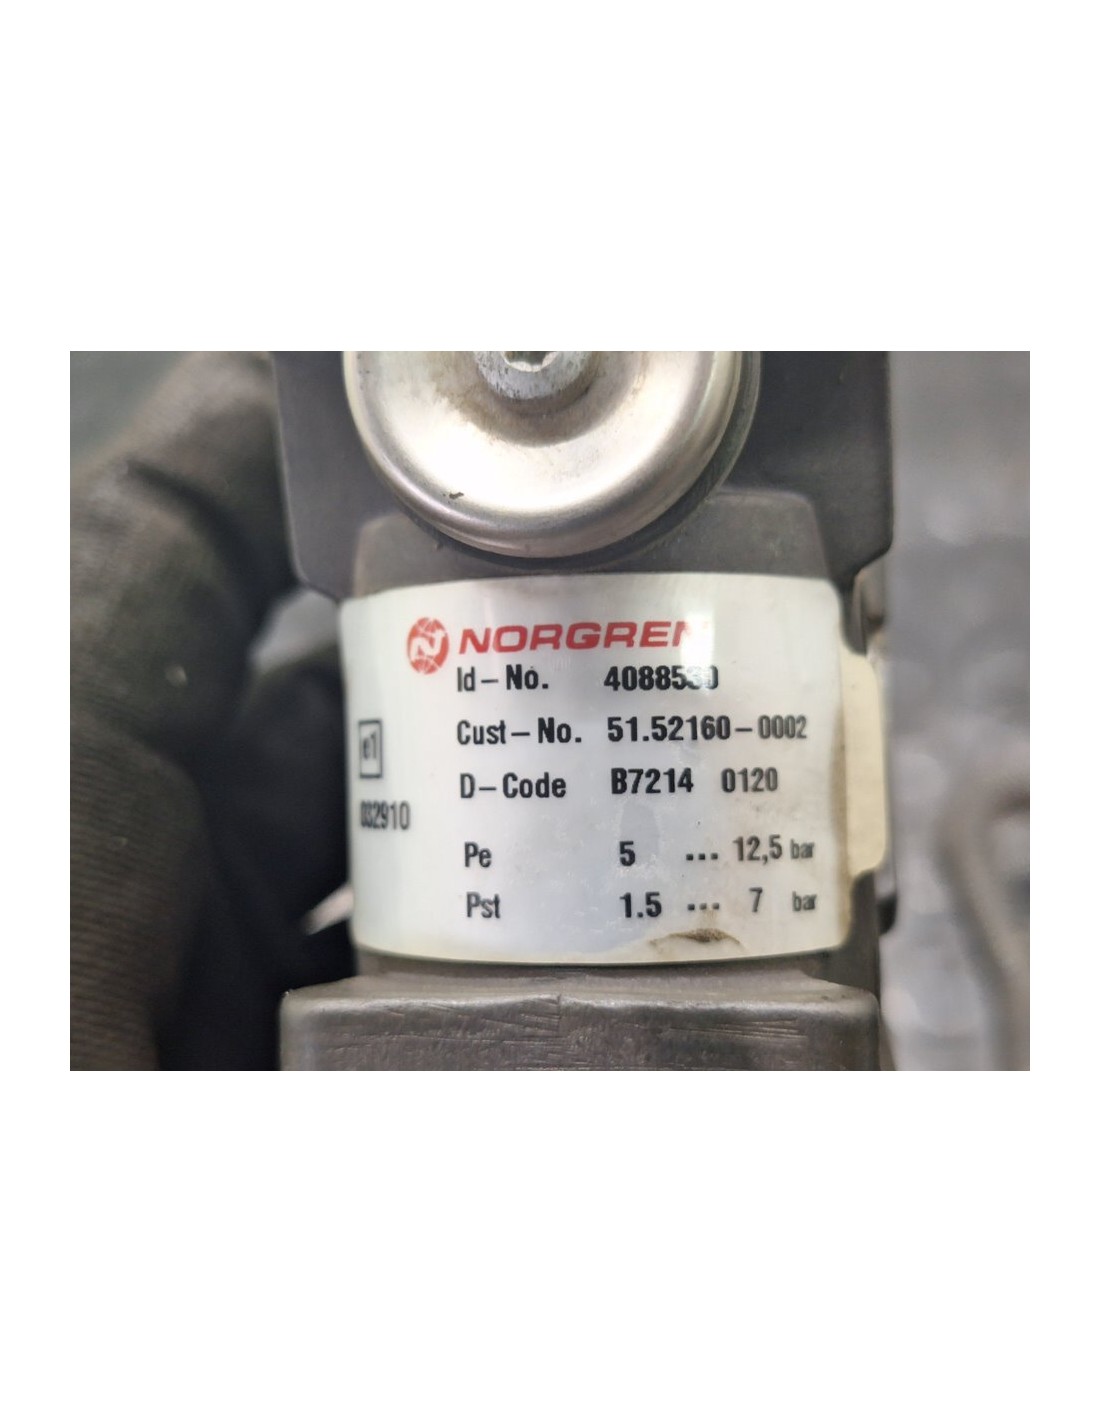 NORGREN
Id-No. 4088530
Cust-No. 51.52160-0002
e1
D-Code B7214 0120
032910
Pe 5 ... 12,5 bar
Pst 1.5 ... 7 bar